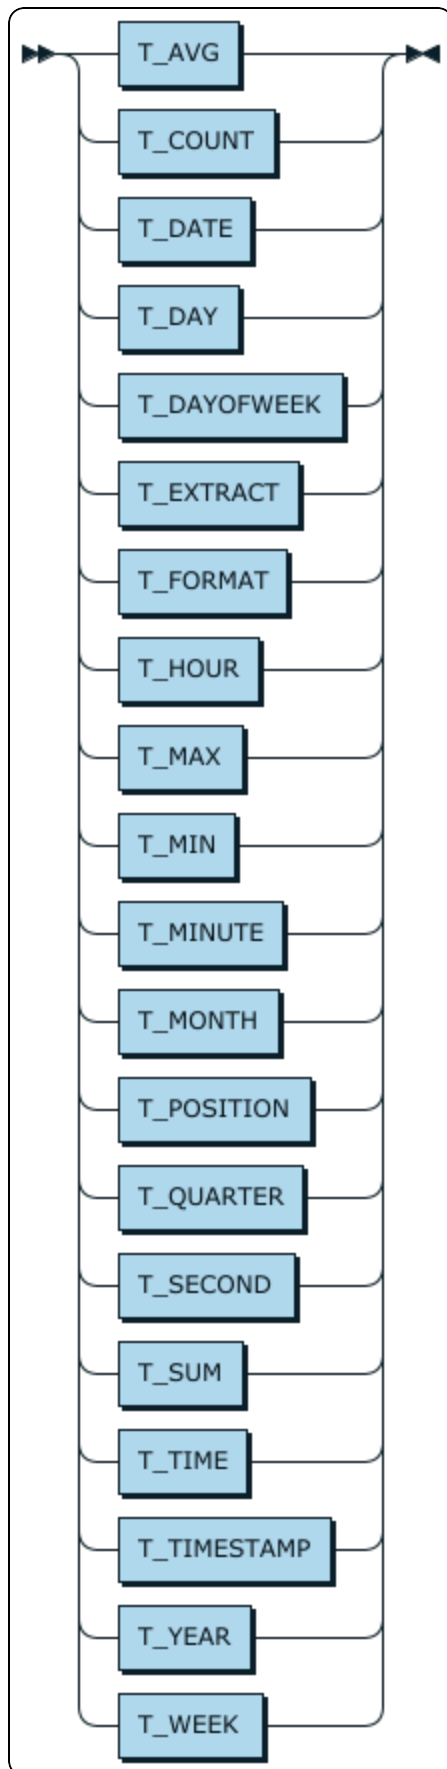 T_AVG
T_COUNT
T_DATE
T_DAY
T_DAYOFWEEK
T_EXTRACT
T_FORMAT
T_HOUR
T_MAX
T_MIN
T_MINUTE
T_MONTH
T_POSITION
T_QUARTER
T_SECOND
T_SUM
T_TIME
T_TIMESTAMP
T_YEAR
T_WEEK